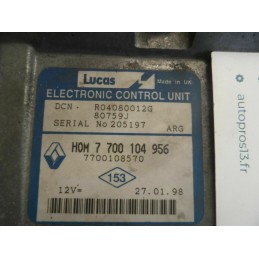 Lucas
Made in UK
ELECTRONIC CONTROL UNIT
DCN - R04080012G
80759J
SERIAL No 205197 ARG
HOM 7 700 104 956
7700108570
153
12V= 27.01.98
autopros13.fr